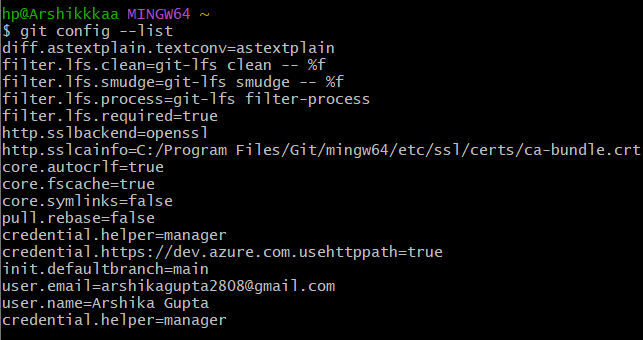 hp@Arshikkkaa MINGW64 ~
$ git config --list
diff.astextplain.textconv=astextplain
filter.lfs.clean=git-lfs clean -- %f
filter.lfs.smudge=git-lfs smudge -- %f
filter.lfs.process=git-lfs filter-process
filter.lfs.required=true
http.sslbackend=openssl
http.sslcainfo=C:/Program Files/Git/mingw64/etc/ssl/certs/ca-bundle.crt
core.autocrlf=true
core.fscache=true
core.symlinks=false
pull.rebase=false
credential.helper=manager
credential.https://dev.azure.com.usehttppath=true
init.defaultbranch=main
user.email=arshikagupta2808@gmail.com
user.name=Arshika Gupta
credential.helper=manager